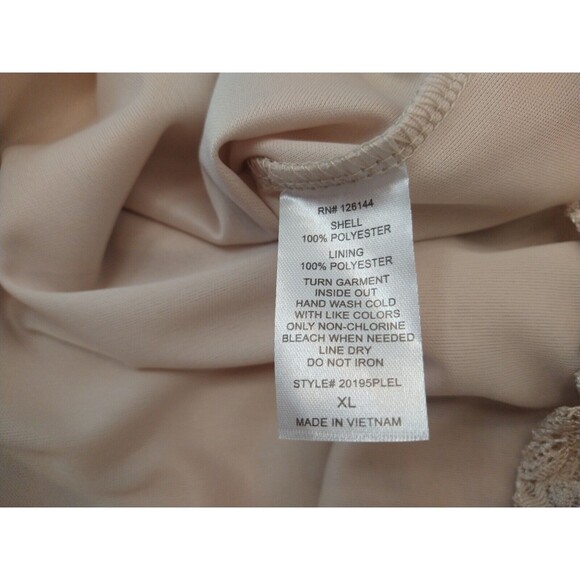 RN# 126144
SHELL
100% POLYESTER
LINING
100% POLYESTER
TURN GARMENT
INSIDE OUT
HAND WASH COLD
WITH LIKE COLORS
ONLY NON-CHLORINE
BLEACH WHEN NEEDED
LINE DRY
DO NOT IRON
STYLE# 20195PLEL
XL
MADE IN VIETNAM